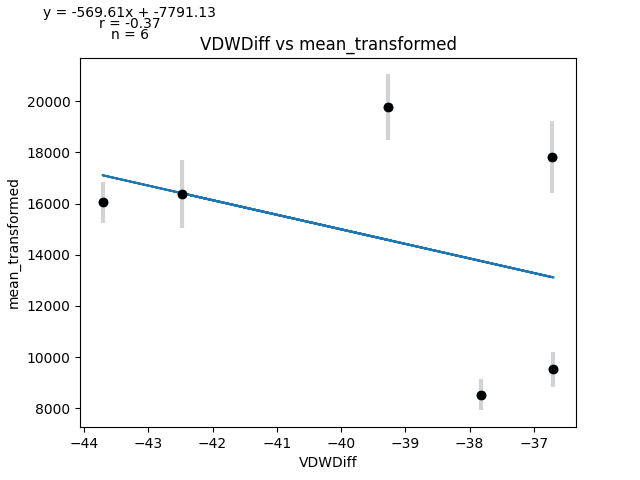 y = -569.61x + -7791.13
r = -0.37
n = 6
VDWDiff vs mean_transformed
mean_transformed
20000
18000
16000
14000
12000
10000
8000
−44 −43 −42 −41 −40 −39 −38 −37
VDWDiff